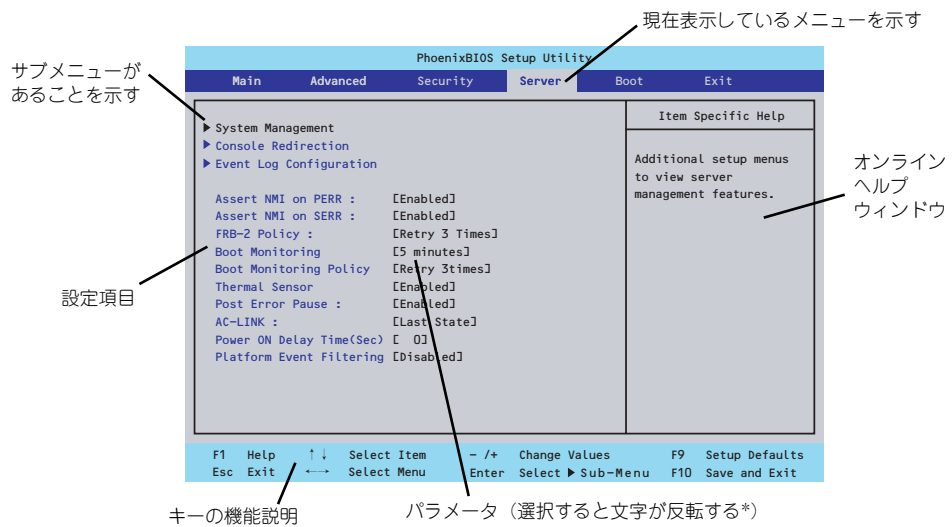 現在表示しているメニューを示す
サブメニューが
あることを示す
PhoenixBIOS Setup Utility
Main Advanced Security Server Boot Exit
Item Specific Help
▶ System Management
▶ Console Redirection
▶ Event Log Configuration
Additional setup menus
to view server
management features.
オンライン
ヘルプ
ウィンドウ
Assert NMI on PERR : [Enabled]
Assert NMI on SERR : [Enabled]
FRB-2 Policy : [Retry 3 Times]
Boot Monitoring [5 minutes]
Boot Monitoring Policy [Retry 3times]
Thermal Sensor [Enabled]
Post Error Pause : [Enabled]
AC-LINK : [Last State]
Power ON Delay Time(Sec) [ 0]
Platform Event Filtering [Disabled]
設定項目
F1 Help ↑↓ Select Item - /+ Change Values F9 Setup Defaults
Esc Exit ←→ Select Menu Enter Select ▶ Sub-Menu F10 Save and Exit
キーの機能説明
パラメータ（選択すると文字が反転する*）